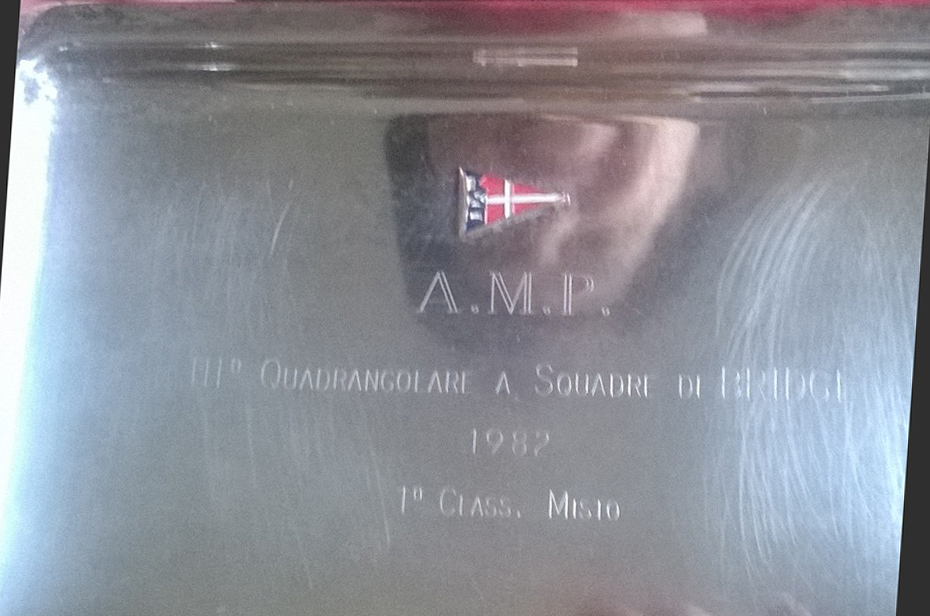 A.M.P.
III° QUADRANGOLARE A SQUADRE DI BRIDGE
1982
1° CLASS. MISTO